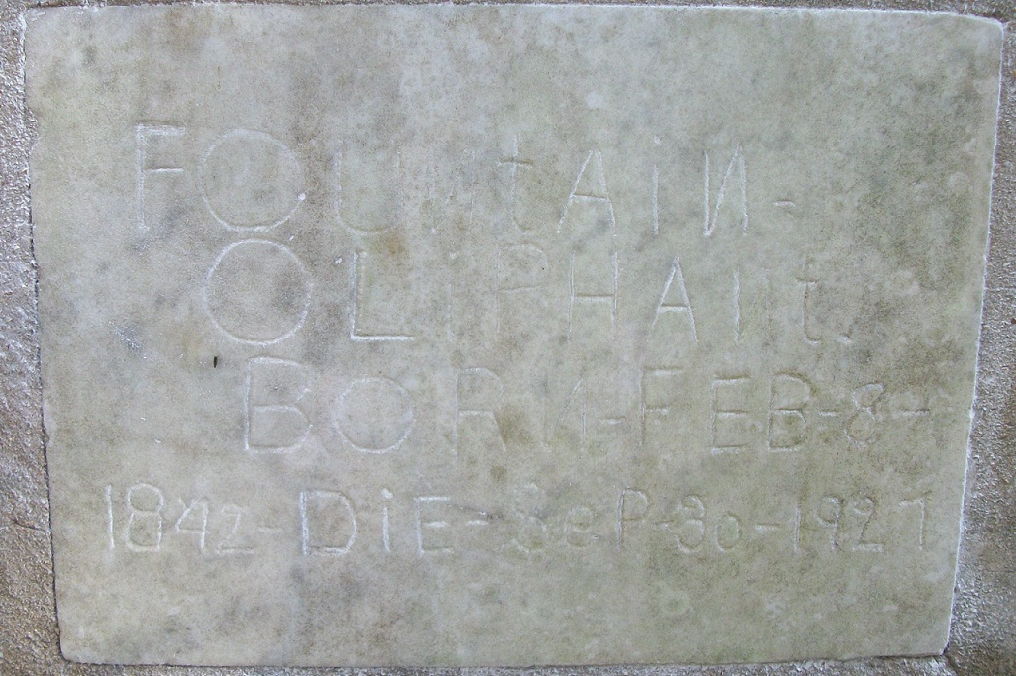 FOUntAiN-
OLiPHANt.
BORN-FEB-8-
1842-DiE-SeP-30-1927